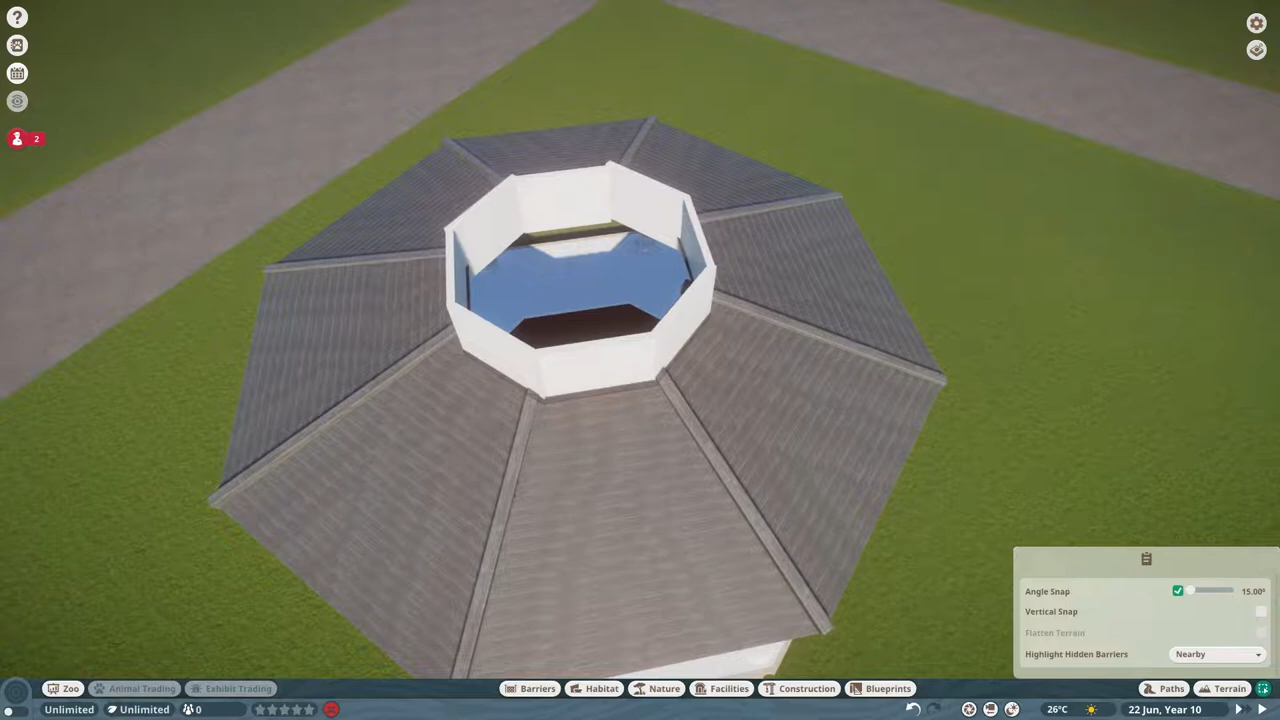 ?
2
Angle Snap 15.00°
Vertical Snap
Flatten Terrain
Highlight Hidden Barriers Nearby
Zoo Animal Trading Exhibit Trading Barriers Habitat Nature Facilities Construction Blueprints Paths Terrain
Unlimited Unlimited 0 26°C 22 Jun, Year 10